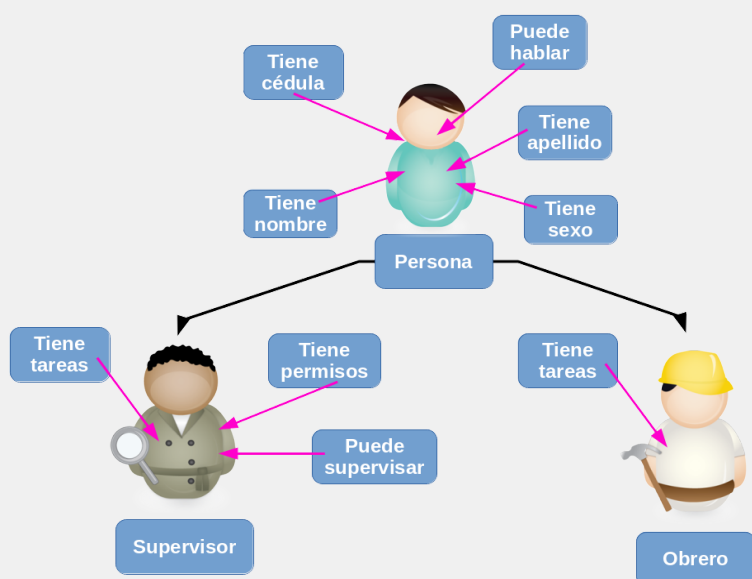 Puede
hablar
Tiene
cédula
Tiene
apellido
Tiene
nombre
Tiene
sexo
Persona
Tiene
tareas
Tiene
permisos
Tiene
tareas
Puede
supervisar
Supervisor
Obrero